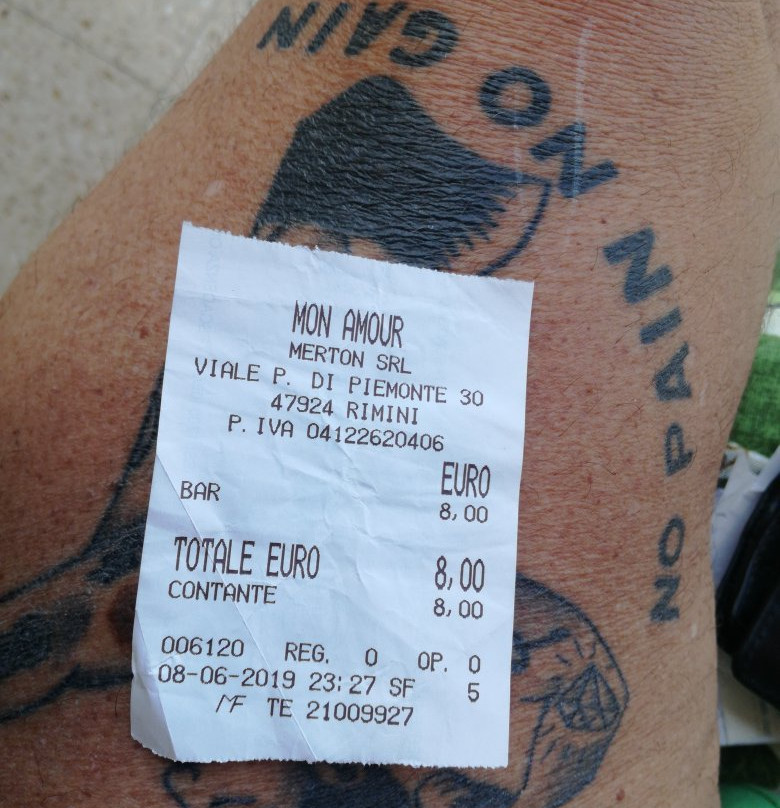 NO PAIN
NO GAIN
MON AMOUR
MERTON SRL
VIALE P. DI PIEMONTE 30
47924 RIMINI
P. IVA 04122620406
EURO
BAR 8,00
TOTALE EURO 8,00
CONTANTE 8,00
006120 REG. 0 OP. 0
08-06-2019 23:27 SF 5
MF TE 21009927